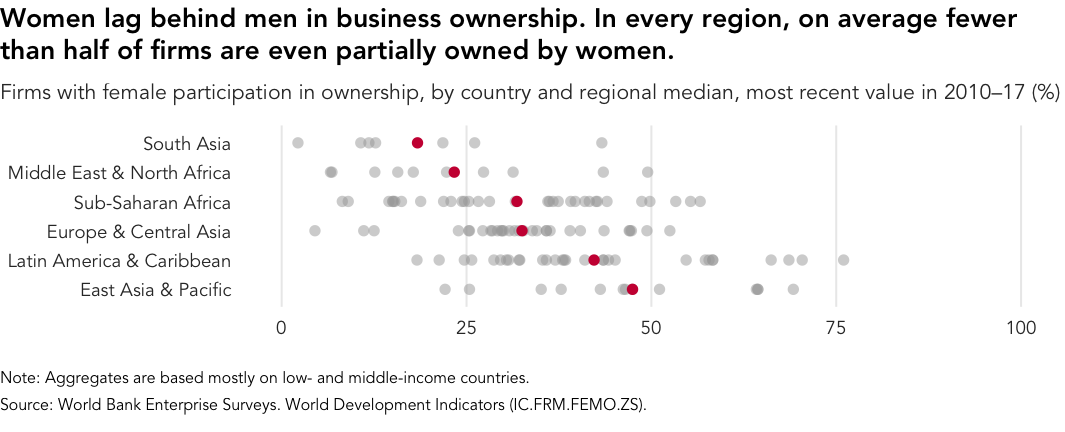 Women lag behind men in business ownership. In every region, on average fewer
than half of firms are even partially owned by women.
Firms with female participation in ownership, by country and regional median, most recent value in 2010–17 (%)
South Asia
Middle East & North Africa
Sub-Saharan Africa
Europe & Central Asia
Latin America & Caribbean
East Asia & Pacific
0 25 50 75 100
Note: Aggregates are based mostly on low- and middle-income countries.
Source: World Bank Enterprise Surveys. World Development Indicators (IC.FRM.FEMO.ZS).